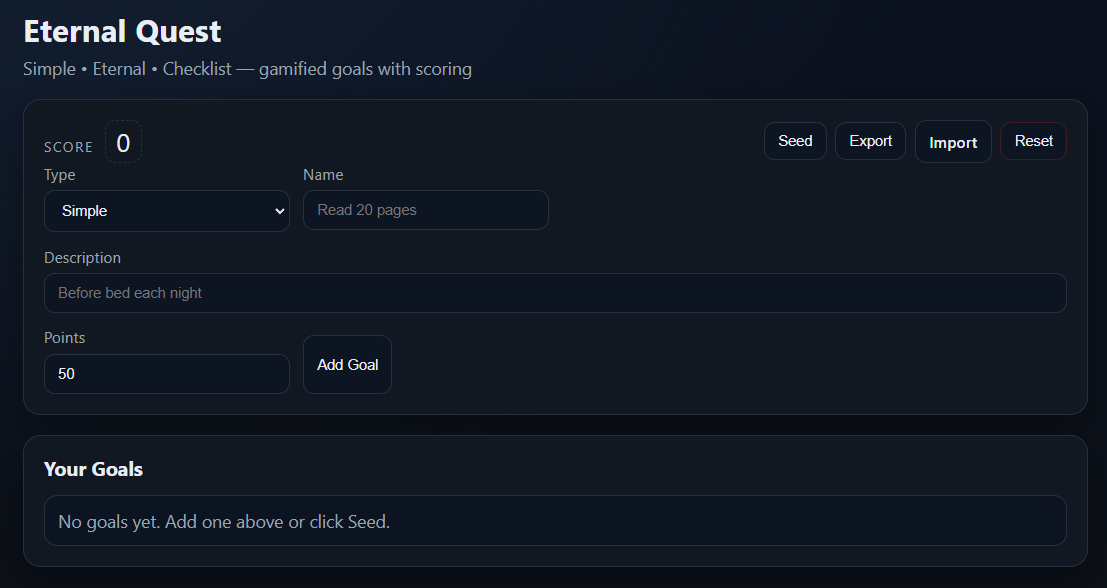 Eternal Quest
Simple • Eternal • Checklist — gamified goals with scoring
SCORE 0 Seed Export Import Reset
Type Name
Simple Read 20 pages
Description
Before bed each night
Points
50 Add Goal
Your Goals
No goals yet. Add one above or click Seed.